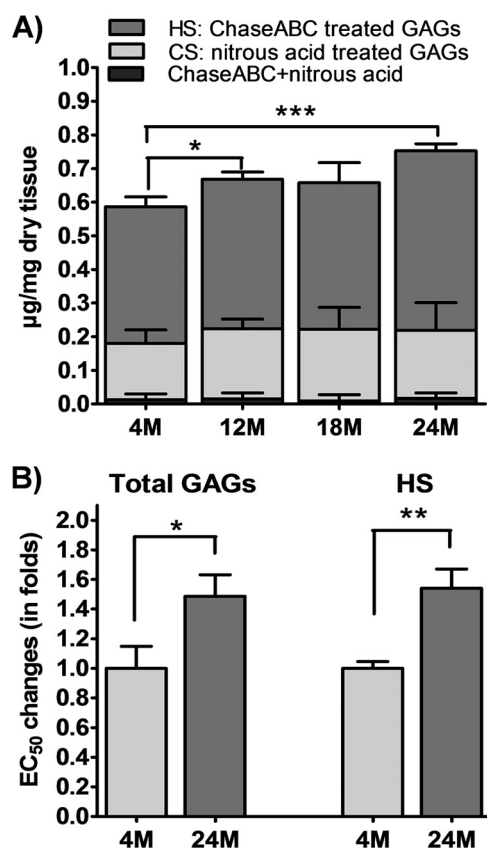 A)
HS: ChaseABC treated GAGs
CS: nitrous acid treated GAGs
ChaseABC+nitrous acid
µg/mg dry tissue
1.0
0.9
0.8
0.7
0.6
0.5
0.4
0.3
0.2
0.1
0.0
*
***
4M 12M 18M 24M
B)
Total GAGs HS
EC50 changes (in folds)
2.0
1.8
1.6
1.4
1.2
1.0
0.8
0.6
0.4
0.2
0.0
* **
4M 24M 4M 24M